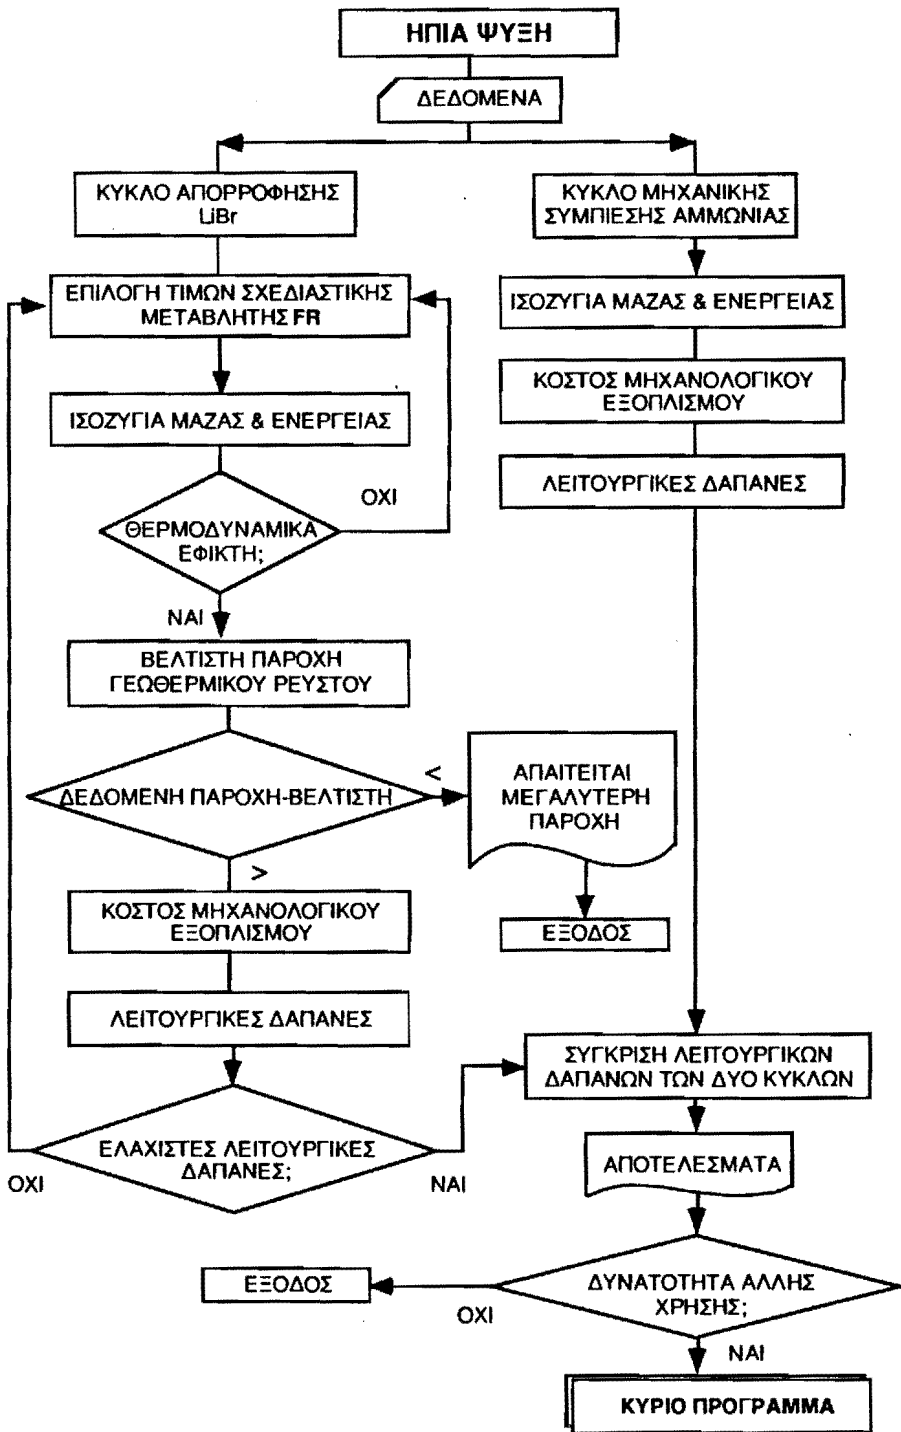 ΗΠΙΑ ΨΥΞΗ
ΔΕΔΟΜΕΝΑ
ΚΥΚΛΟ ΑΠΟΡΡΟΦΗΣΗΣ
LiBr
ΚΥΚΛΟ ΜΗΧΑΝΙΚΗΣ
ΣΥΜΠΙΕΣΗΣ ΑΜΜΩΝΙΑΣ
ΕΠΙΛΟΓΗ ΤΙΜΩΝ ΣΧΕΔΙΑΣΤΙΚΗΣ
ΜΕΤΑΒΛΗΤΗΣ FR
ΙΣΟΖΥΓΙΑ ΜΑΖΑΣ & ΕΝΕΡΓΕΙΑΣ
ΚΟΣΤΟΣ ΜΗΧΑΝΟΛΟΓΙΚΟΥ
ΕΞΟΠΛΙΣΜΟΥ
ΙΣΟΖΥΓΙΑ ΜΑΖΑΣ & ΕΝΕΡΓΕΙΑΣ
ΛΕΙΤΟΥΡΓΙΚΕΣ ΔΑΠΑΝΕΣ
ΟΧΙ
ΘΕΡΜΟΔΥΝΑΜΙΚΑ
ΕΦΙΚΤΗ;
ΝΑΙ
ΒΕΛΤΙΣΤΗ ΠΑΡΟΧΗ
ΓΕΩΘΕΡΜΙΚΟΥ ΡΕΥΣΤΟΥ
ΔΕΔΟΜΕΝΗ ΠΑΡΟΧΗ-ΒΕΛΤΙΣΤΗ
<
ΑΠΑΙΤΕΙΤΑΙ
ΜΕΓΑΛΥΤΕΡΗ
ΠΑΡΟΧΗ
>
ΚΟΣΤΟΣ ΜΗΧΑΝΟΛΟΓΙΚΟΥ
ΕΞΟΠΛΙΣΜΟΥ
ΕΞΟΔΟΣ
ΛΕΙΤΟΥΡΓΙΚΕΣ ΔΑΠΑΝΕΣ
ΣΥΓΚΡΙΣΗ ΛΕΙΤΟΥΡΓΙΚΩΝ
ΔΑΠΑΝΩΝ ΤΩΝ ΔΥΟ ΚΥΚΛΩΝ
ΕΛΑΧΙΣΤΕΣ ΛΕΙΤΟΥΡΓΙΚΕΣ
ΔΑΠΑΝΕΣ;
ΟΧΙ
ΝΑΙ
ΑΠΟΤΕΛΕΣΜΑΤΑ
ΔΥΝΑΤΟΤΗΤΑ ΑΛΛΗΣ
ΧΡΗΣΗΣ;
ΕΞΟΔΟΣ
ΟΧΙ
ΝΑΙ
ΚΥΡΙΟ ΠΡΟΓΡΑΜΜΑ